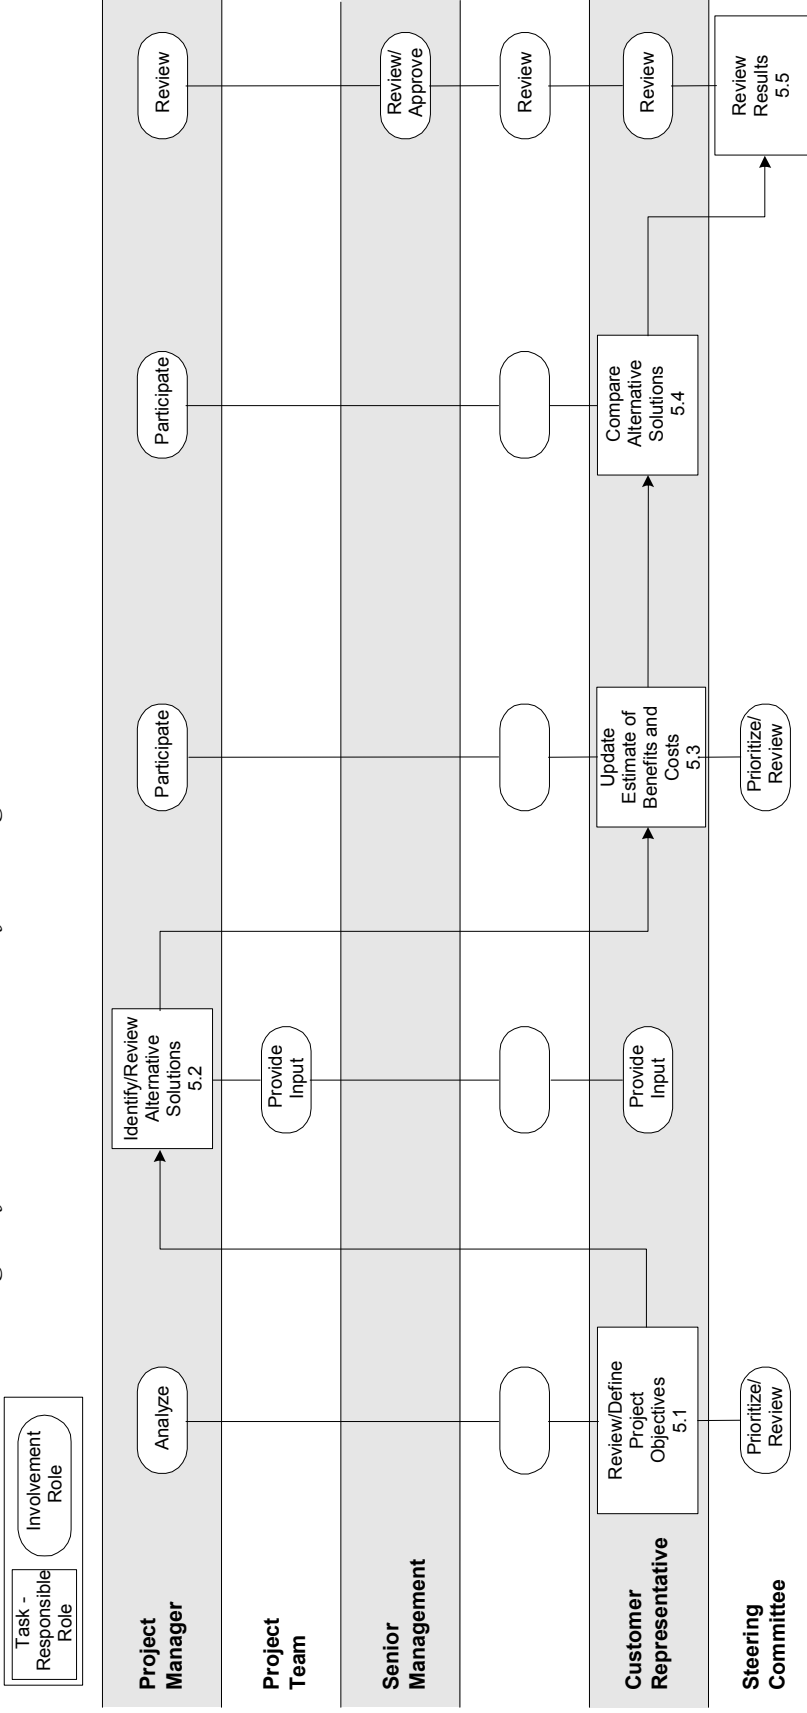 Task -
Responsible
Role
Involvement
Role
Project
Manager
Analyze
Identify/Review
Alternative
Solutions
5.2
Participate
Participate
Review
Project
Team
Provide
Input
Senior
Management
Review/
Approve
Review
Customer
Representative
Review/Define
Project
Objectives
5.1
Provide
Input
Update
Estimate of
Benefits and
Costs
5.3
Compare
Alternative
Solutions
5.4
Review
Steering
Committee
Prioritize/
Review
Prioritize/
Review
Review
Results
5.5